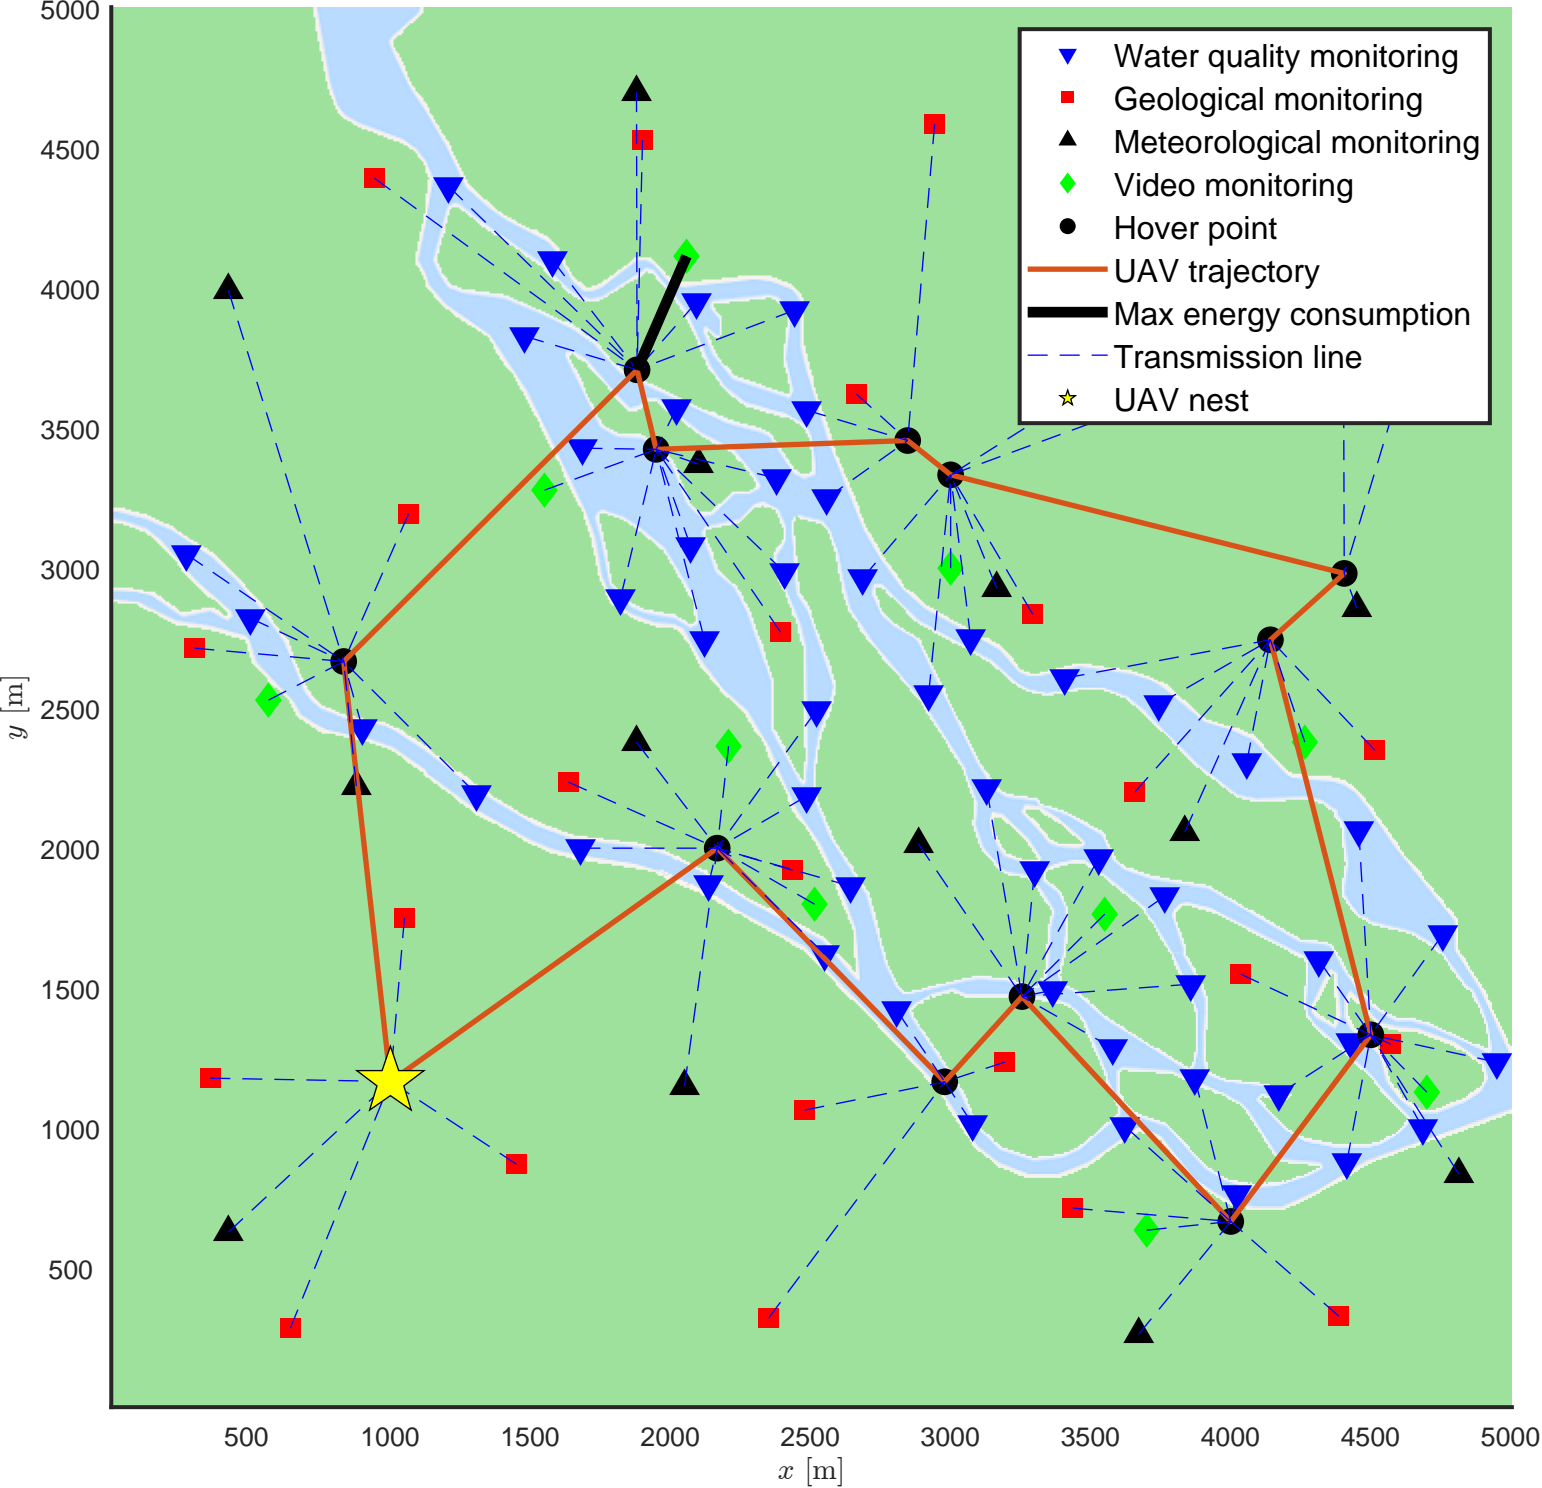 5000
4500
4000
3500
3000
2500
2000
1500
1000
500
y [m]
Water quality monitoring
Geological monitoring
Meteorological monitoring
Video monitoring
Hover point
UAV trajectory
Max energy consumption
Transmission line
UAV nest
500 1000 1500 2000 2500 3000 3500 4000 4500 5000
x [m]